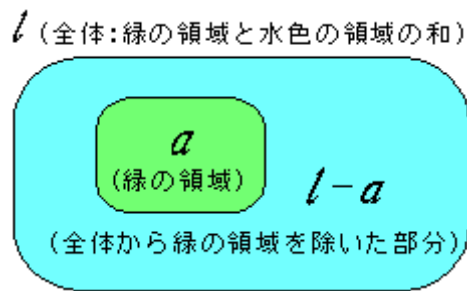 l (全体:緑の領域と水色の領域の和)
a
(緑の領域)
l-a
(全体から緑の領域を除いた部分)